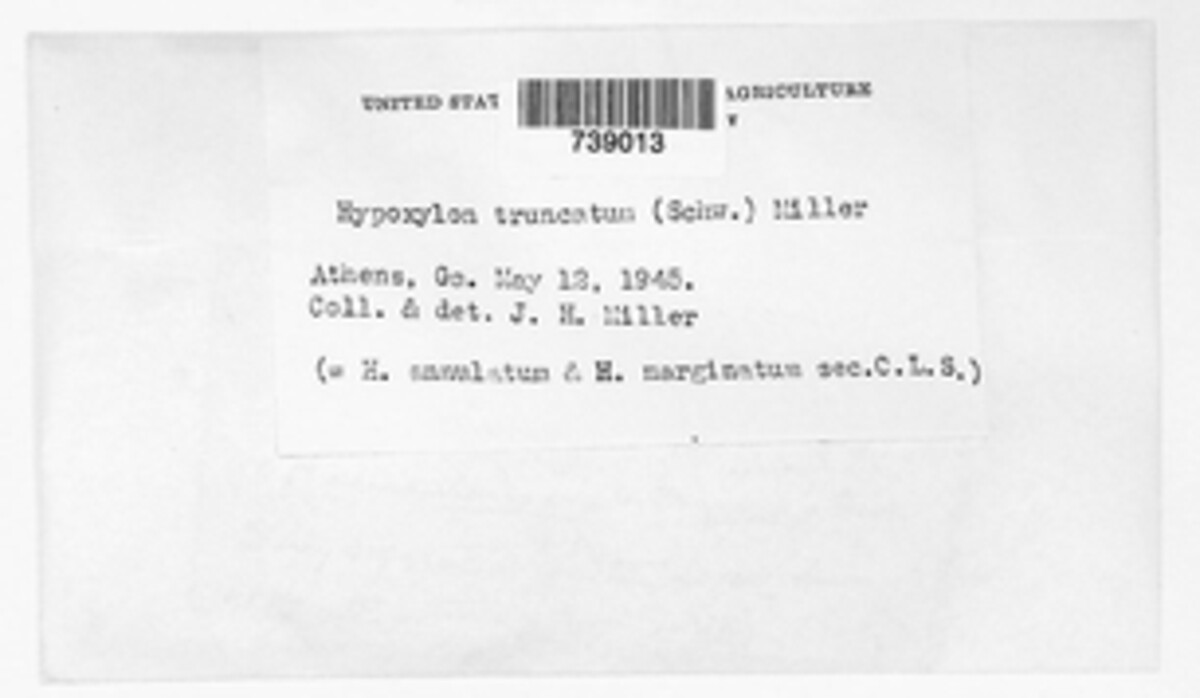 UNITED STAT AGRICULTURE
739013
Hypoxylon truncatum (Schw.) Miller
Athens, Ga. May 12, 1945.
Coll. & det. J. H. Miller
(= H. annulatum & H. marginatum sec.C.L.S.)